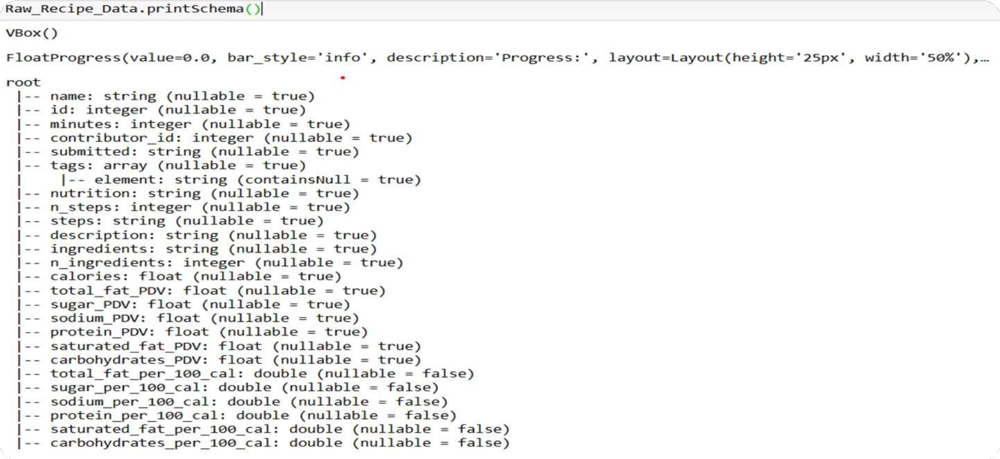 Raw_Recipe_Data.printSchema()
VBox()
FloatProgress(value=0.0, bar_style='info', description='Progress:', layout=Layout(height='25px', width='50%'),…
root
 |-- name: string (nullable = true)
 |-- id: integer (nullable = true)
 |-- minutes: integer (nullable = true)
 |-- contributor_id: integer (nullable = true)
 |-- submitted: string (nullable = true)
 |-- tags: array (nullable = true)
 |    |-- element: string (containsNull = true)
 |-- nutrition: string (nullable = true)
 |-- n_steps: integer (nullable = true)
 |-- steps: string (nullable = true)
 |-- description: string (nullable = true)
 |-- ingredients: string (nullable = true)
 |-- n_ingredients: integer (nullable = true)
 |-- calories: float (nullable = true)
 |-- total_fat_PDV: float (nullable = true)
 |-- sugar_PDV: float (nullable = true)
 |-- sodium_PDV: float (nullable = true)
 |-- protein_PDV: float (nullable = true)
 |-- saturated_fat_PDV: float (nullable = true)
 |-- carbohydrates_PDV: float (nullable = true)
 |-- total_fat_per_100_cal: double (nullable = false)
 |-- sugar_per_100_cal: double (nullable = false)
 |-- sodium_per_100_cal: double (nullable = false)
 |-- protein_per_100_cal: double (nullable = false)
 |-- saturated_fat_per_100_cal: double (nullable = false)
 |-- carbohydrates_per_100_cal: double (nullable = false)